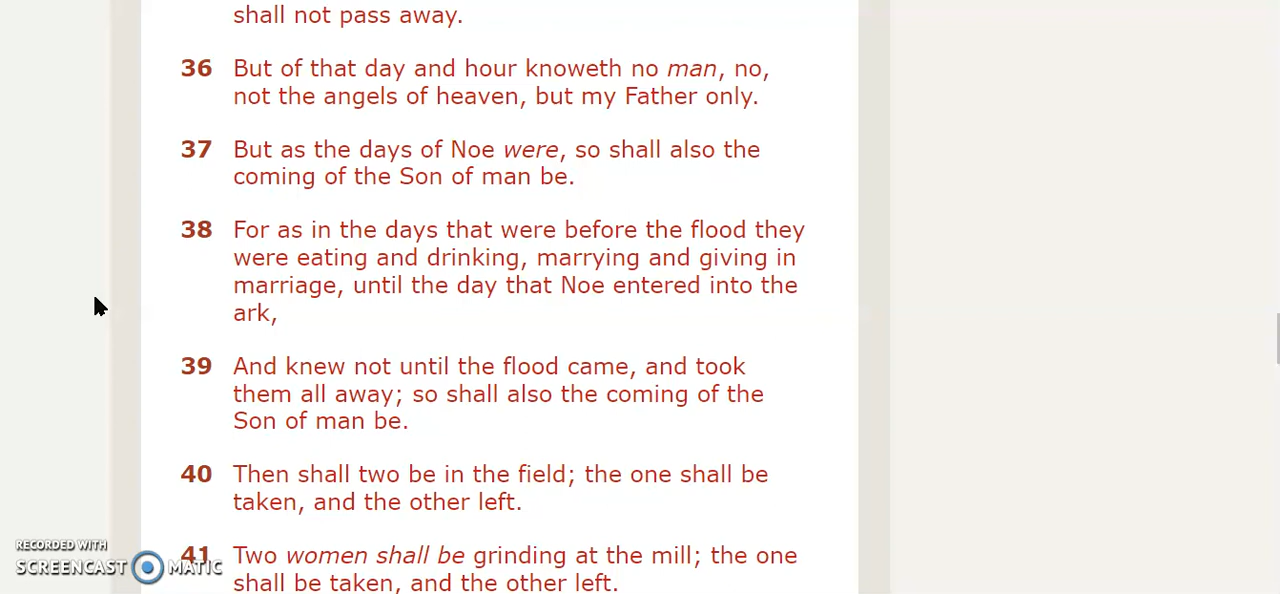 shall not pass away.
36 But of that day and hour knoweth no man, no,
not the angels of heaven, but my Father only.
37 But as the days of Noe were, so shall also the
coming of the Son of man be.
38 For as in the days that were before the flood they
were eating and drinking, marrying and giving in
marriage, until the day that Noe entered into the
ark,
39 And knew not until the flood came, and took
them all away; so shall also the coming of the
Son of man be.
40 Then shall two be in the field; the one shall be
taken, and the other left.
41 Two women shall be grinding at the mill; the one
shall be taken, and the other left.
RECORDED WITH
SCREENCAST MATIC